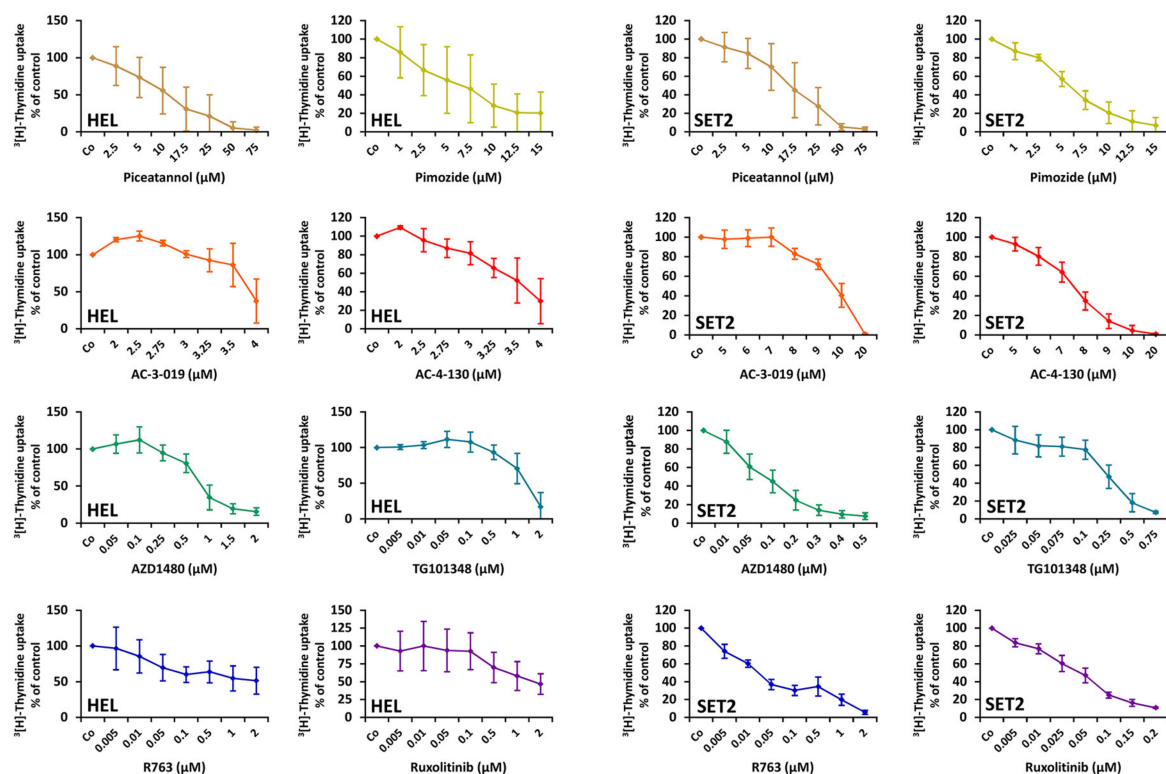 ³[H]-Thymidine uptake
% of control
150
100
50
0
HEL
Co 2.5 5 10 17.5 25 50 75
Piceatannol (µM)
³[H]-Thymidine uptake
% of control
120
100
80
60
40
20
0
HEL
Co 1 2.5 5 7.5 10 12.5 15
Pimozide (µM)
³[H]-Thymidine uptake
% of control
120
100
80
60
40
20
0
SET2
Co 2.5 5 10 17.5 25 50 75
Piceatannol (µM)
³[H]-Thymidine uptake
% of control
120
100
80
60
40
20
0
SET2
Co 1 2.5 5 7.5 10 12.5 15
Pimozide (µM)
³[H]-Thymidine uptake
% of control
150
100
50
0
HEL
Co 2 2.5 2.75 3 3.25 3.5 4
AC-3-019 (µM)
³[H]-Thymidine uptake
% of control
120
100
80
60
40
20
0
HEL
Co 2 2.5 2.75 3 3.25 3.5 4
AC-4-130 (µM)
³[H]-Thymidine uptake
% of control
120
100
80
60
40
20
0
SET2
Co 5 6 7 8 9 10 20
AC-3-019 (µM)
³[H]-Thymidine uptake
% of control
120
100
80
60
40
20
0
SET2
Co 5 6 7 8 9 10 20
AC-4-130 (µM)
³[H]-Thymidine uptake
% of control
150
100
50
0
HEL
Co 0.05 0.1 0.25 0.5 1 1.5 2
AZD1480 (µM)
³[H]-Thymidine uptake
% of control
150
100
50
0
HEL
Co 0.005 0.01 0.05 0.1 0.5 1 2
TG101348 (µM)
³[H]-Thymidine uptake
% of control
120
100
80
60
40
20
0
SET2
Co 0.01 0.05 0.1 0.2 0.3 0.4 0.5
AZD1480 (µM)
³[H]-Thymidine uptake
% of control
120
100
80
60
40
20
0
SET2
Co 0.025 0.05 0.075 0.1 0.25 0.5 0.75
TG101348 (µM)
³[H]-Thymidine uptake
% of control
150
100
50
0
HEL
Co 0.005 0.01 0.05 0.1 0.5 1 2
R763 (µM)
³[H]-Thymidine uptake
% of control
150
125
100
75
50
25
0
HEL
Co 0.005 0.01 0.05 0.1 0.5 1 2
Ruxolitinib (µM)
³[H]-Thymidine uptake
% of control
120
100
80
60
40
20
0
SET2
Co 0.005 0.01 0.05 0.1 0.5 1 2
R763 (µM)
³[H]-Thymidine uptake
% of control
120
100
80
60
40
20
0
SET2
Co 0.005 0.01 0.025 0.05 0.1 0.15 0.2
Ruxolitinib (µM)